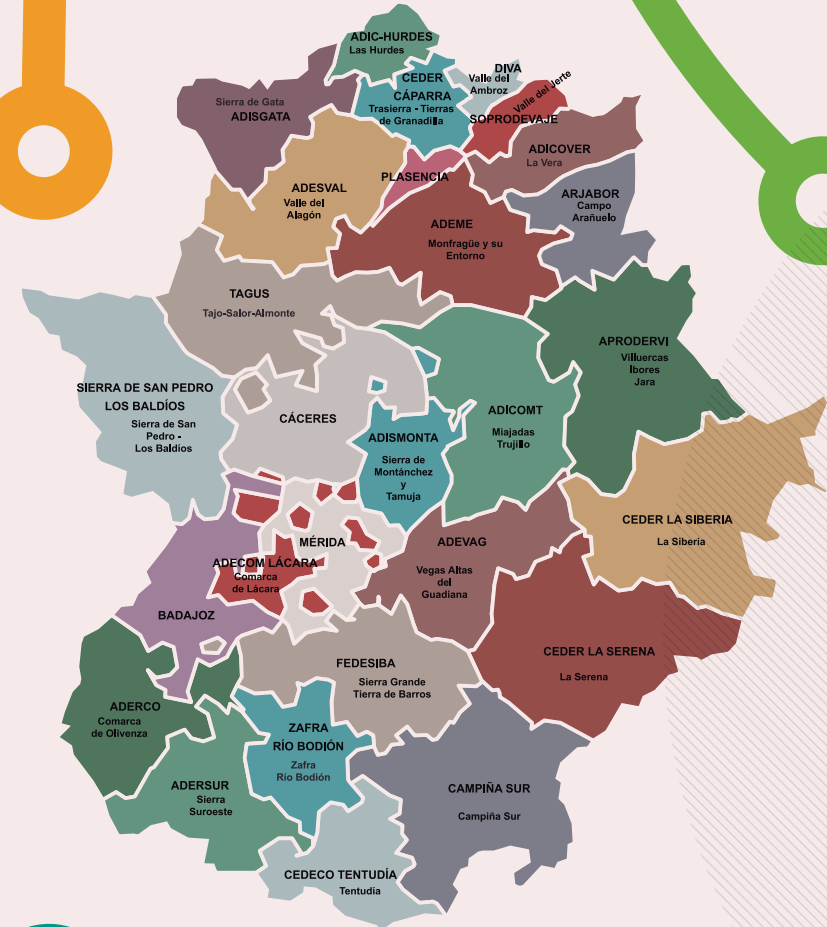 ADIC-HURDES
Las Hurdes
DIVA
Valle del
Ambroz
CEDER
CÁPARRA
Trasierra - Tierras
de Granadilla
Valle del Jerte
SOPRODEVAJE
Sierra de Gata
ADISGATA
ADICOVER
La Vera
PLASENCIA
ADESVAL
Valle del
Alagón
ARJABOR
Campo
Arañuelo
ADEME
Monfragüe y su
Entorno
TAGUS
Tajo-Salor-Almonte
APRODERVI
Villuercas
Ibores
Jara
SIERRA DE SAN PEDRO
LOS BALDÍOS
Sierra de San
Pedro -
Los Baldíos
CÁCERES
ADICOMT
Miajadas
Trujillo
ADISMONTA
Sierra de
Montánchez
y
Tamuja
CEDER LA SIBERIA
La Siberia
MÉRIDA
ADEVAG
Vegas Altas
del
Guadiana
ADECOM LÁCARA
Comarca
de Lácara
BADAJOZ
CEDER LA SERENA
La Serena
FEDESIBA
Sierra Grande
Tierra de Barros
ADERCO
Comarca
de Olivenza
ZAFRA
RÍO BODIÓN
Zafra
Río Bodión
ADERSUR
Sierra
Suroeste
CAMPIÑA SUR
Campiña Sur
CEDECO TENTUDÍA
Tentudía